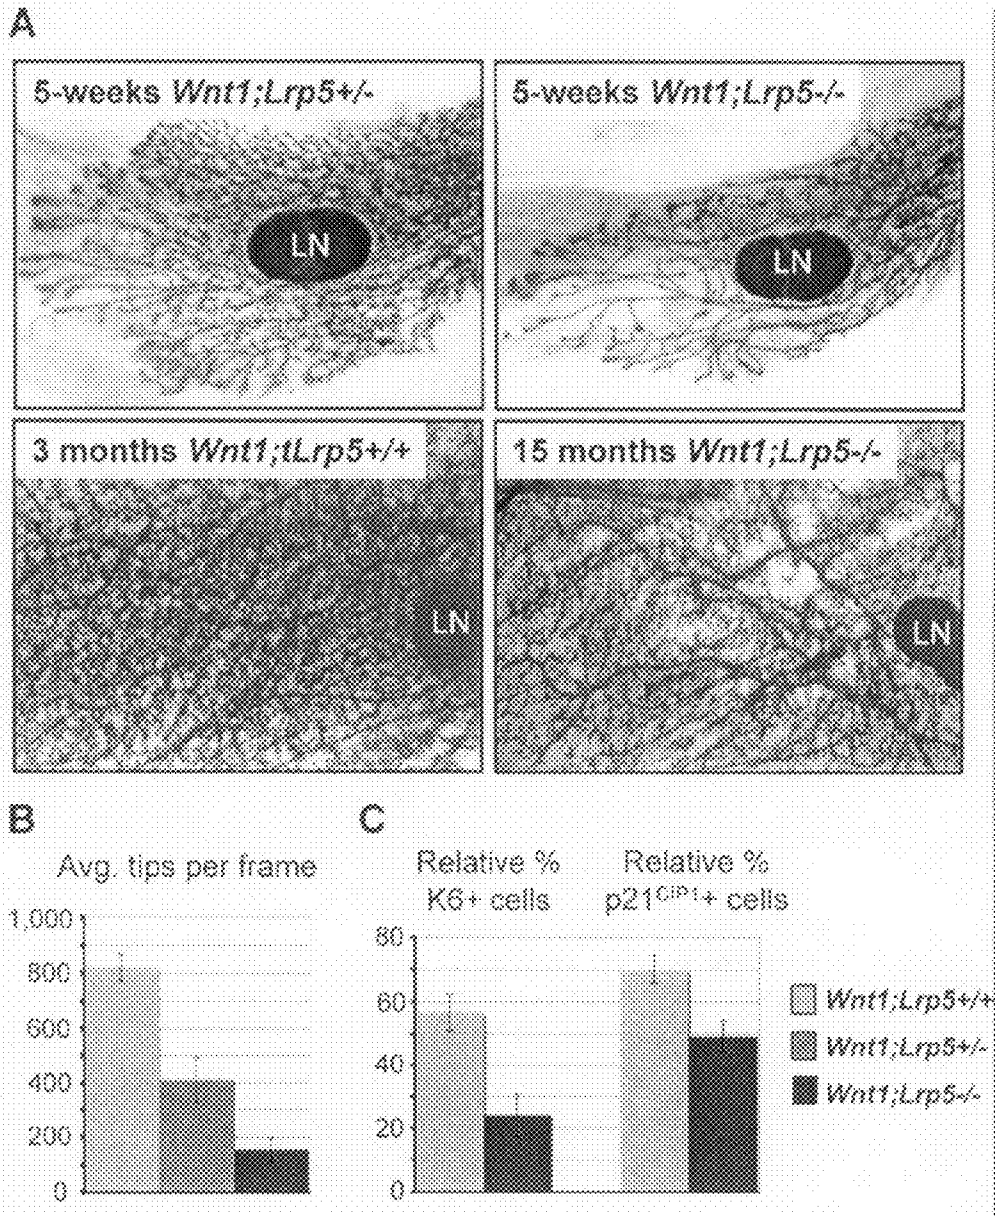 A
5-weeks Wnt1;Lrp5+/-
5-weeks Wnt1;Lrp5-/-
LN
LN
3 months Wnt1;tLrp5+/+
15 months Wnt1;Lrp5-/-
LN
LN
B
C
Avg. tips per frame
1,000
800
600
400
200
0
Relative %
K6+ cells
Relative %
p21CIP1+ cells
80
60
40
20
0
Wnt1;Lrp5+/+
Wnt1;Lrp5+/-
Wnt1;Lrp5-/-